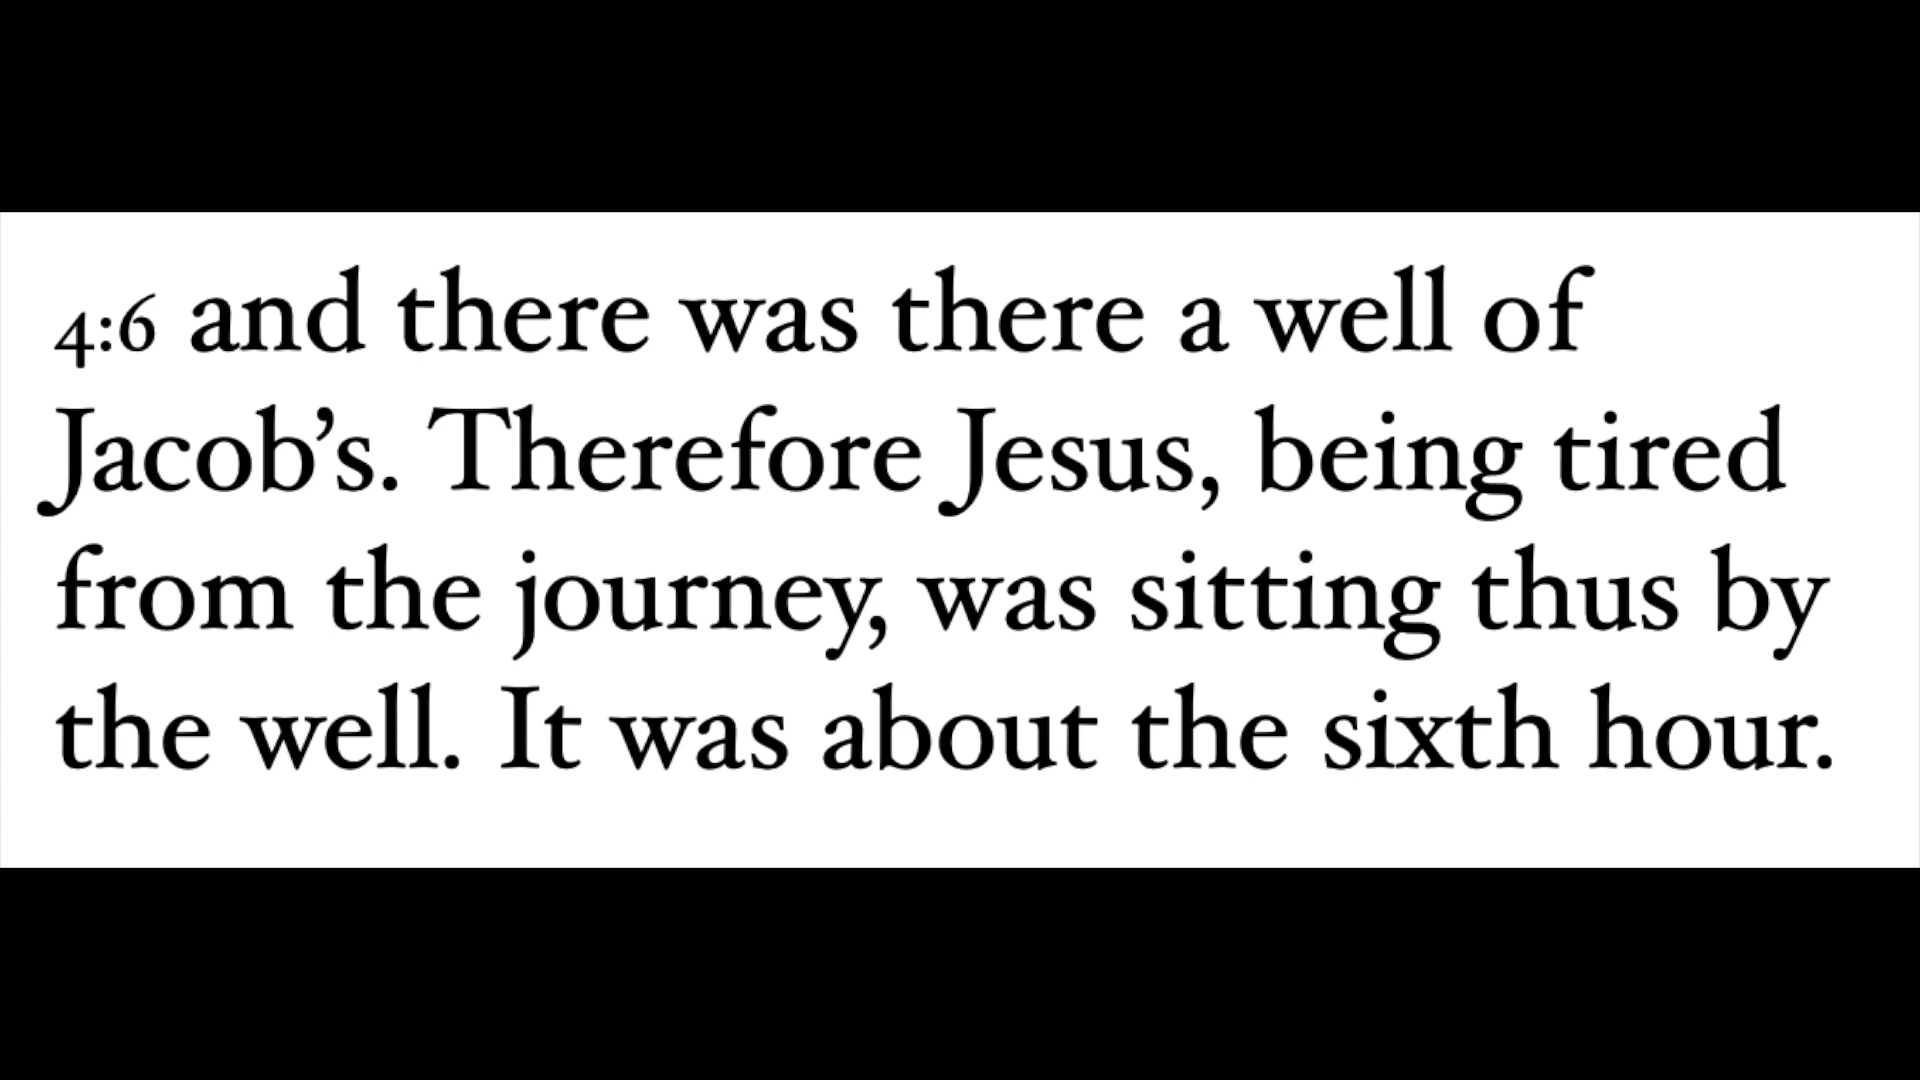 4:6 and there was there a well of
Jacob’s. Therefore Jesus, being tired
from the journey, was sitting thus by
the well. It was about the sixth hour.